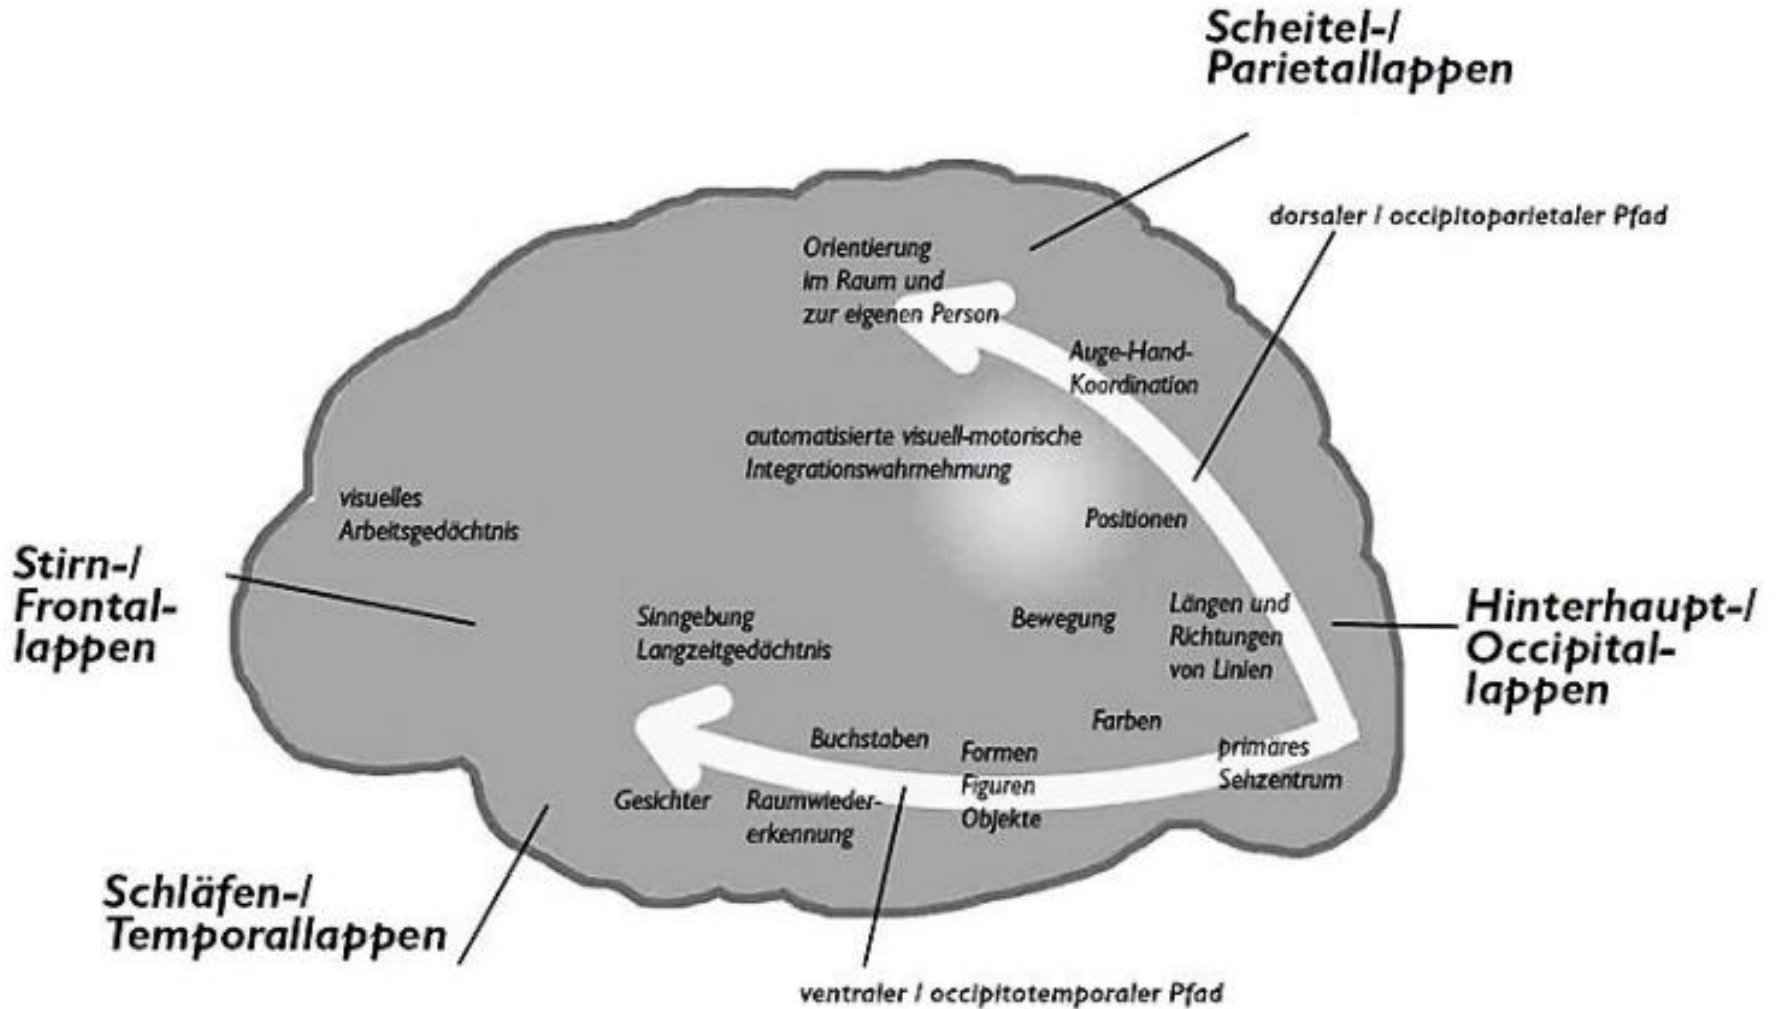 Scheitel-/
Parietallappen
dorsaler / occipitoparietaler Pfad
Orientierung
im Raum und
zur eigenen Person
Auge-Hand-
Koordination
automatisierte visuell-motorische
Integrationswahrnehmung
visuelles
Arbeitsgedächtnis
Positionen
Stirn-/
Frontal-
lappen
Sinngebung
Langzeitgedächtnis
Bewegung
Längen und
Richtungen
von Linien
Hinterhaupt-/
Occipital-
lappen
Farben
Buchstaben
Formen
Figuren
Objekte
primäres
Sehzentrum
Gesichter
Raumwieder-
erkennung
Schläfen-/
Temporallappen
ventraler / occipitotemporaler Pfad